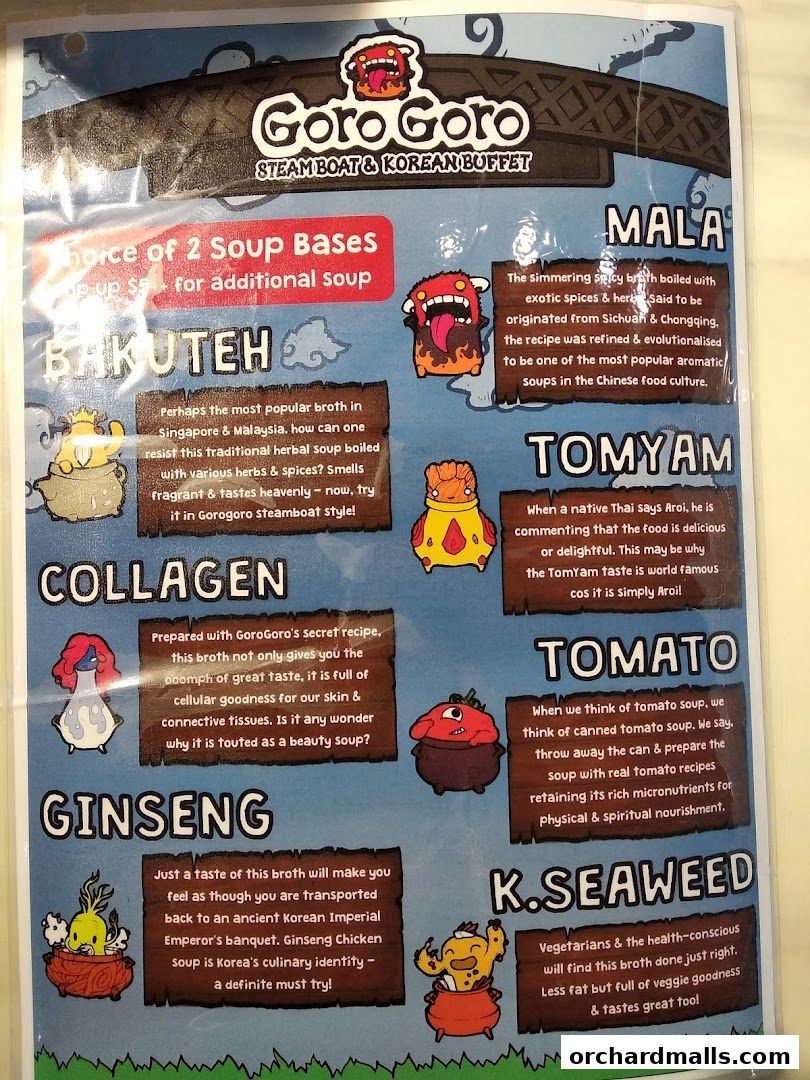 Goro Goro
STEAMBOAT & KOREAN BUFFET
Choice of 2 Soup Bases
Top up $5++ for additional soup
BAKUTEH
Perhaps the most popular broth in
Singapore & Malaysia, how can one
resist this traditional herbal soup boiled
with various herbs & spices? Smells
fragrant & tastes heavenly – now, try
it in Gorogoro steamboat style!
COLLAGEN
Prepared with GoroGoro's secret recipe,
this broth not only gives you the
ooomph of great taste, it is full of
cellular goodness for our skin &
connective tissues. Is it any wonder
why it is touted as a beauty soup?
GINSENG
Just a taste of this broth will make you
feel as though you are transported
back to an ancient Korean Imperial
Emperor's banquet. Ginseng Chicken
soup is Korea's culinary identity –
a definite must try!
MALA
The simmering spicy broth boiled with
exotic spices & herbs. Said to be
originated from Sichuan & Chongqing,
the recipe was refined & evolutionalised
to be one of the most popular aromatic
soups in the Chinese food culture.
TOMYAM
When a native Thai says Aroi, he is
commenting that the food is delicious
or delightful. This may be why
the TomYam taste is world famous
cos it is simply Aroi!
TOMATO
When we think of tomato soup, we
think of canned tomato soup. We say,
throw away the can & prepare the
soup with real tomato recipes
retaining its rich micronutrients for
physical & spiritual nourishment.
K.SEAWEED
Vegetarians & the health-conscious
will find this broth done just right.
Less fat but full of veggie goodness
& tastes great too!
orchardmalls.com